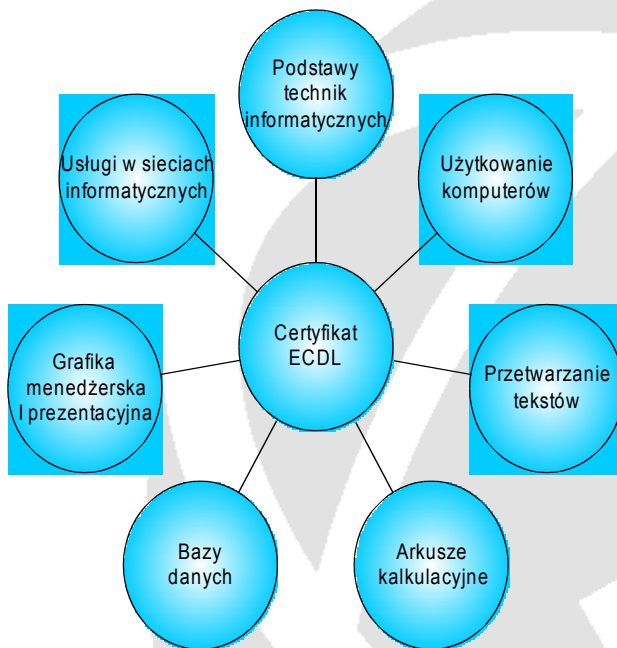 Podstawy
technik
informatycznych
Usługi w sieciach
informatycznych
Użytkowanie
komputerów
Certyfikat
ECDL
Grafika
menedżerska
I prezentacyjna
Przetwarzanie
tekstów
Bazy
danych
Arkusze
kalkulacyjne